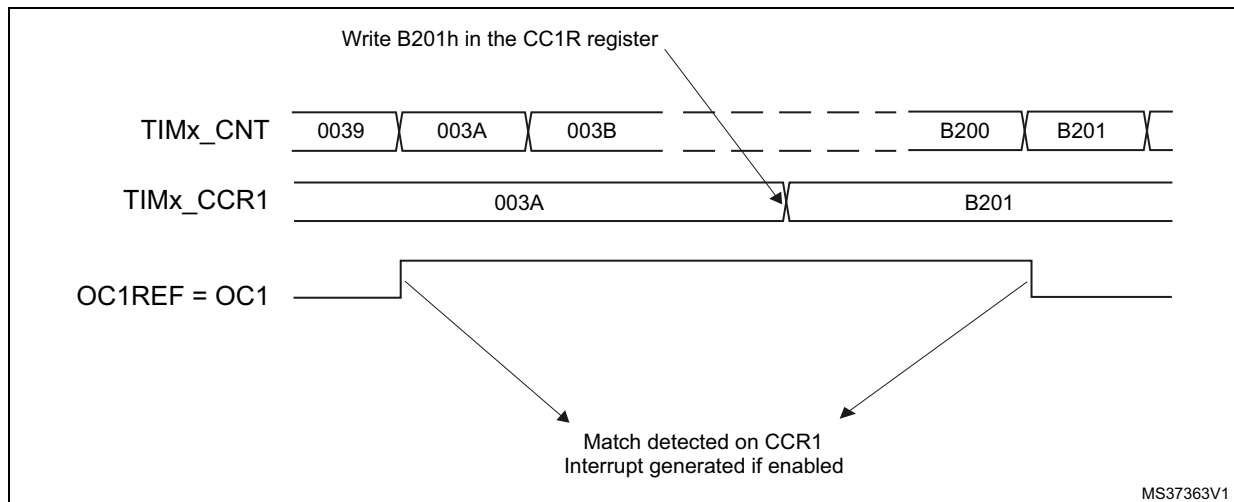 Write B201h in the CC1R register
TIMx_CNT 0039 003A 003B B200 B201
TIMx_CCR1 003A B201
OC1REF = OC1
Match detected on CCR1
Interrupt generated if enabled
MS37363V1